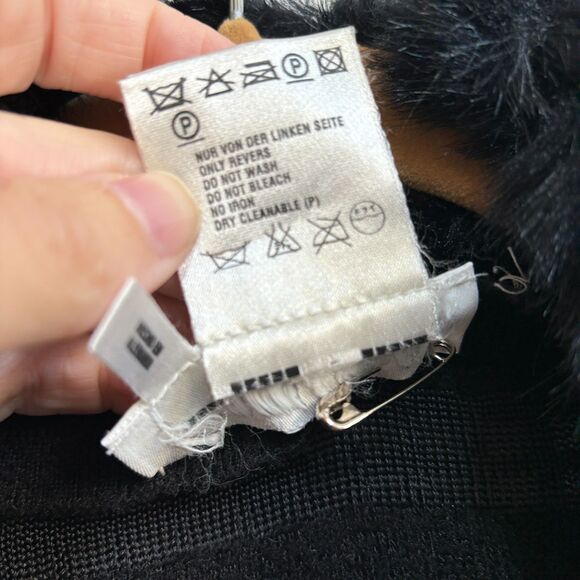 P
P
NUR VON DER LINKEN SEITE
ONLY REVERS
DO NOT WASH
DO NOT BLEACH
NO IRON
DRY CLEANABLE (P)